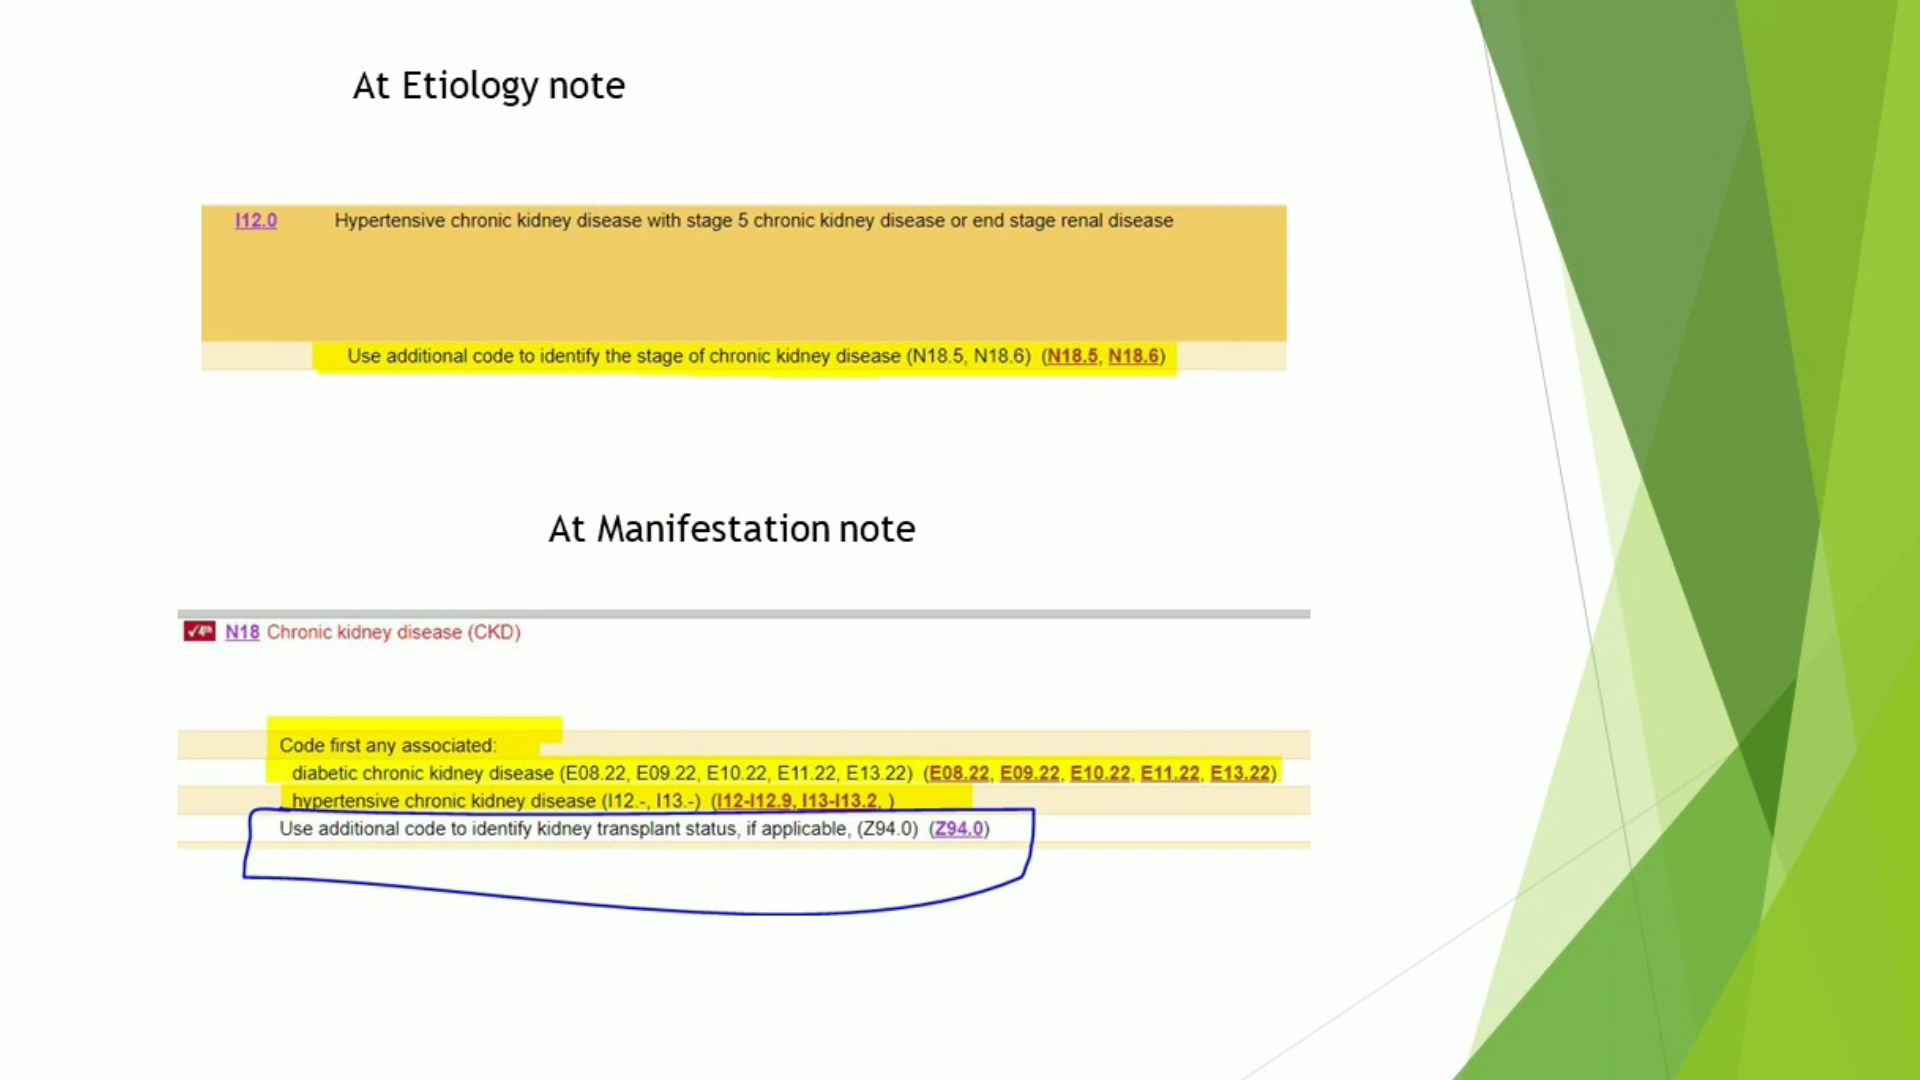 At Etiology note
I12.0 Hypertensive chronic kidney disease with stage 5 chronic kidney disease or end stage renal disease
Use additional code to identify the stage of chronic kidney disease (N18.5, N18.6) (N18.5, N18.6)
At Manifestation note
√4th N18 Chronic kidney disease (CKD)
Code first any associated:
diabetic chronic kidney disease (E08.22, E09.22, E10.22, E11.22, E13.22) (E08.22, E09.22, E10.22, E11.22, E13.22)
hypertensive chronic kidney disease (I12.-, I13.-) (I12-I12.9, I13-I13.2, )
Use additional code to identify kidney transplant status, if applicable, (Z94.0) (Z94.0)